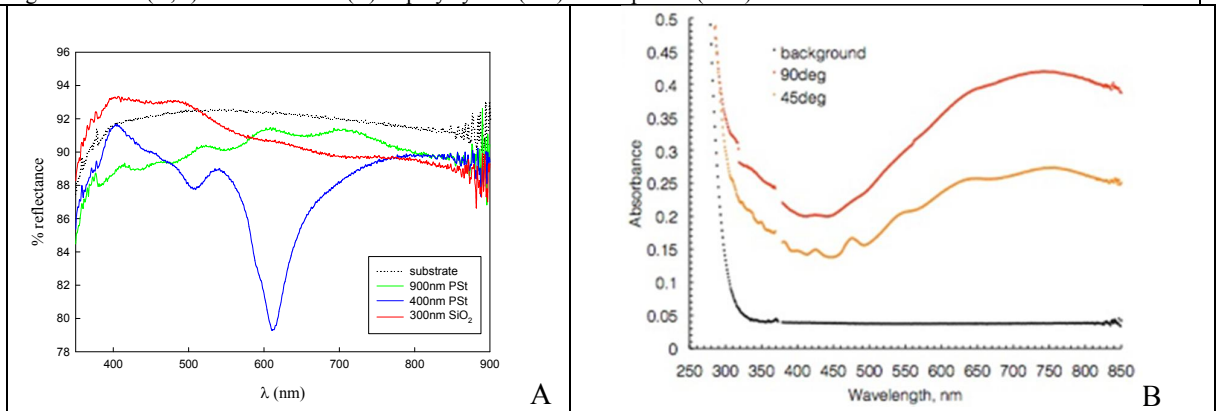 96
94
92
90
88
86
84
82
80
78
% reflectance
substrate
900nm PSt
400nm PSt
300nm SiO₂
400 500 600 700 800 900
λ (nm)
A
0.5
0.45
0.4
0.35
0.3
0.25
0.2
0.15
0.1
0.05
0
Absorbance
background
90deg
45deg
250 300 350 400 450 500 550 600 650 700 750 800 850
Wavelength, nm
B